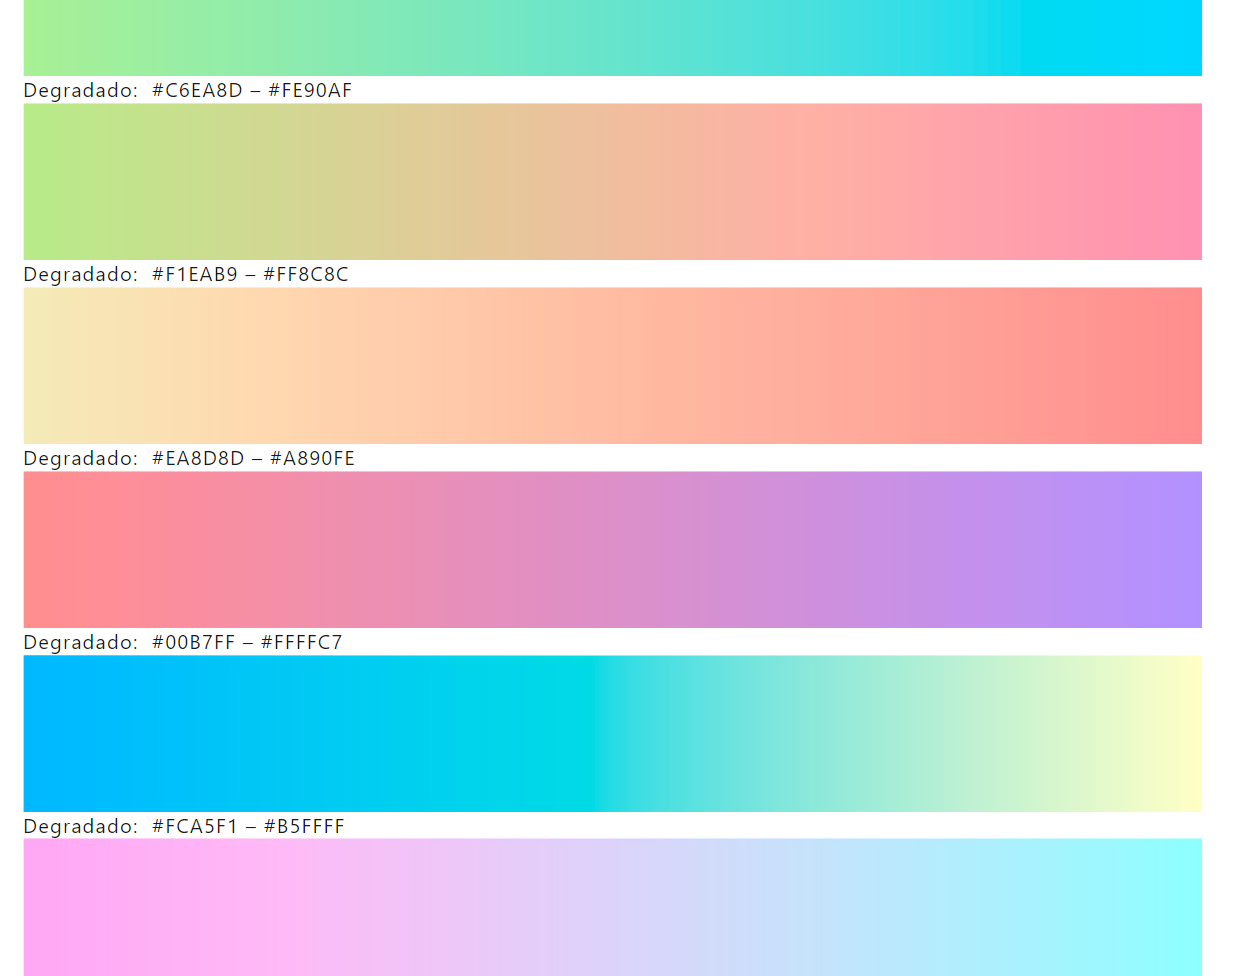 Degradado: #C6EA8D – #FE90AF
Degradado: #F1EAB9 – #FF8C8C
Degradado: #EA8D8D – #A890FE
Degradado: #00B7FF – #FFFFC7
Degradado: #FCA5F1 – #B5FFFF